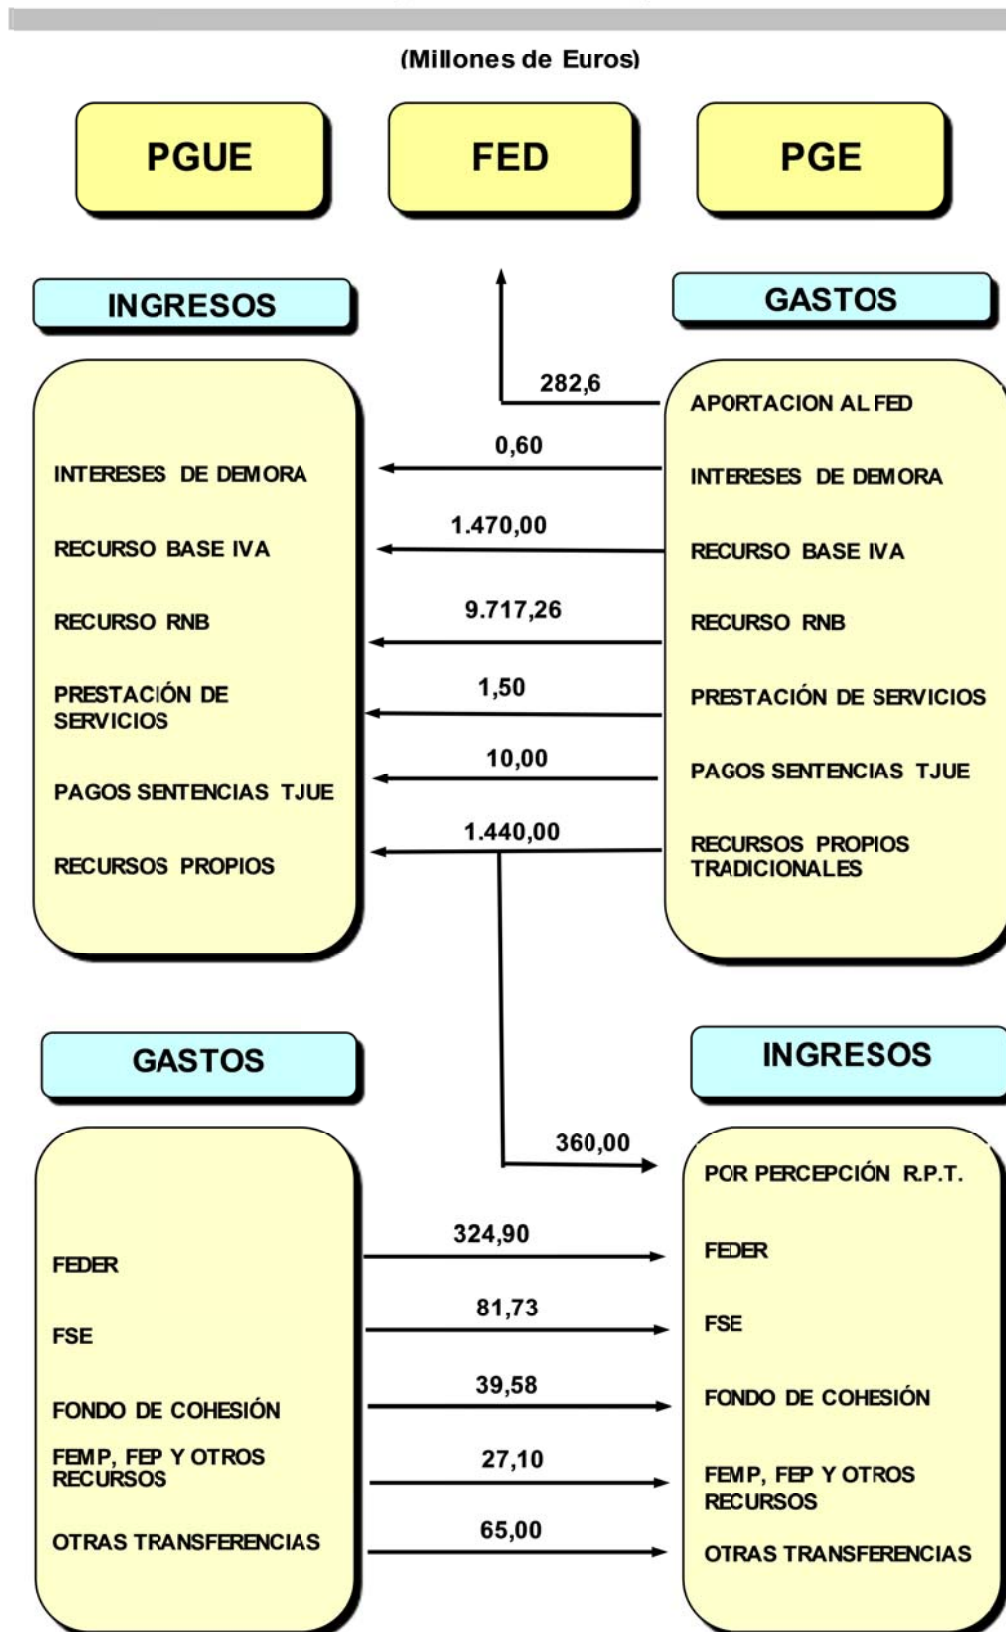 (Millones de Euros)
PGUE
FED
PGE
INGRESOS
GASTOS
282,6
APORTACION AL FED
INTERESES DE DEMORA
0,60
INTERESES DE DEMORA
RECURSO BASE IVA
1.470,00
RECURSO BASE IVA
RECURSO RNB
9.717,26
RECURSO RNB
PRESTACIÓN DE
SERVICIOS
1,50
PRESTACIÓN DE SERVICIOS
PAGOS SENTENCIAS TJUE
10,00
PAGOS SENTENCIAS TJUE
RECURSOS PROPIOS
1.440,00
RECURSOS PROPIOS
TRADICIONALES
GASTOS
INGRESOS
360,00
POR PERCEPCIÓN R.P.T.
FEDER
324,90
FEDER
FSE
81,73
FSE
FONDO DE COHESIÓN
39,58
FONDO DE COHESIÓN
FEMP, FEP Y OTROS
RECURSOS
27,10
FEMP, FEP Y OTROS
RECURSOS
OTRAS TRANSFERENCIAS
65,00
OTRAS TRANSFERENCIAS